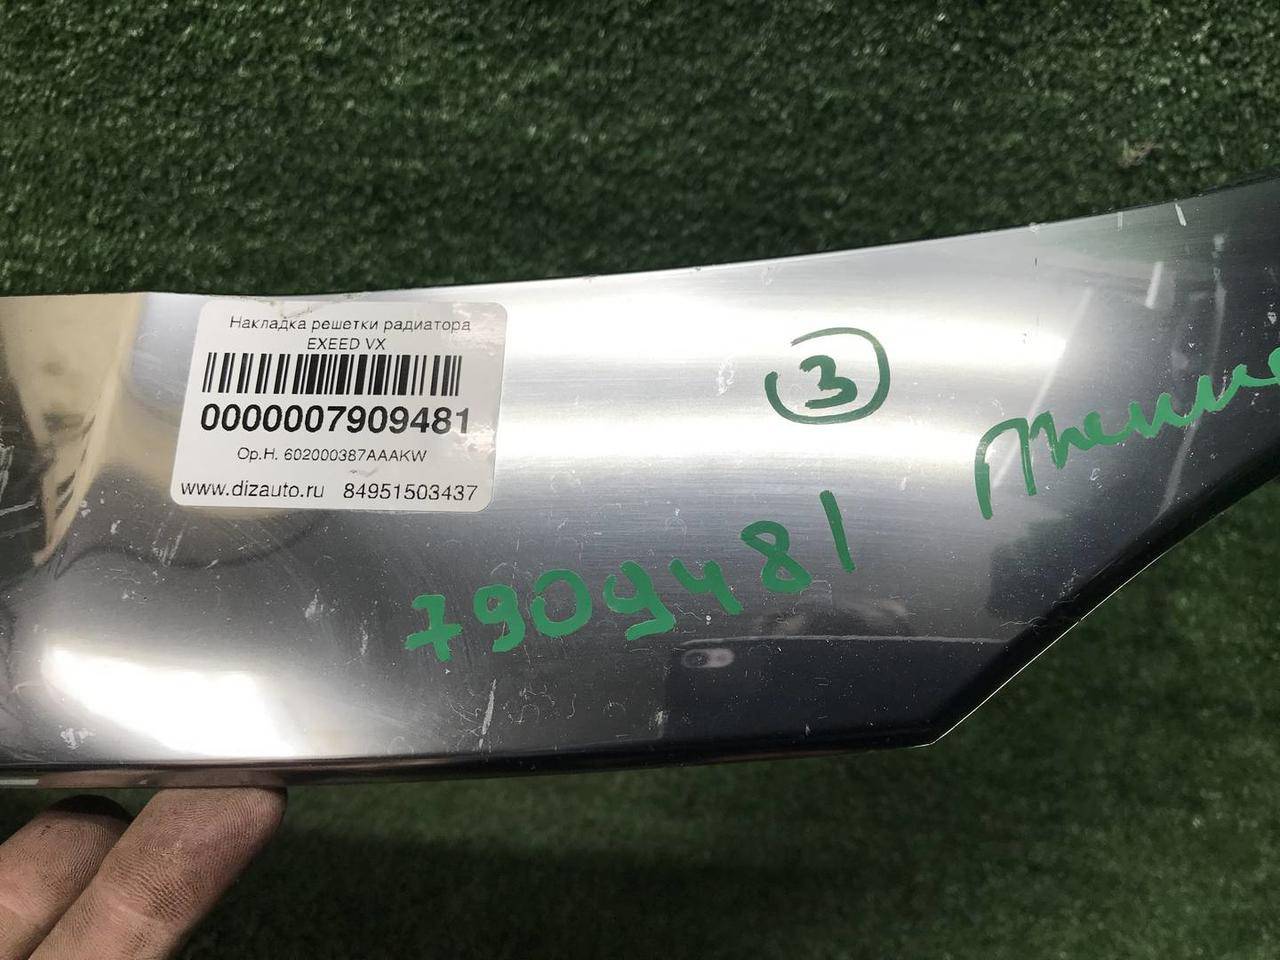 Накладка решетки радиатора
EXEED VX
0000007909481
Ор.Н. 602000387AAAKW
www.dizauto.ru 84951503437
3
7909481